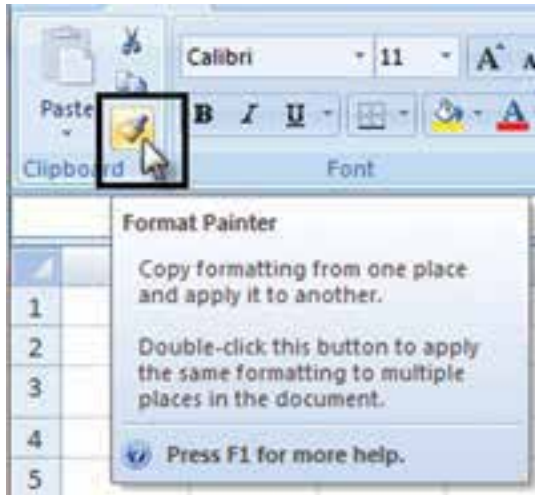 Calibri
11
A A
Paste
B I U
A
Clipboard
Font
Format Painter
Copy formatting from one place
and apply it to another.
Double-click this button to apply
the same formatting to multiple
places in the document.
Press F1 for more help.
1
2
3
4
5